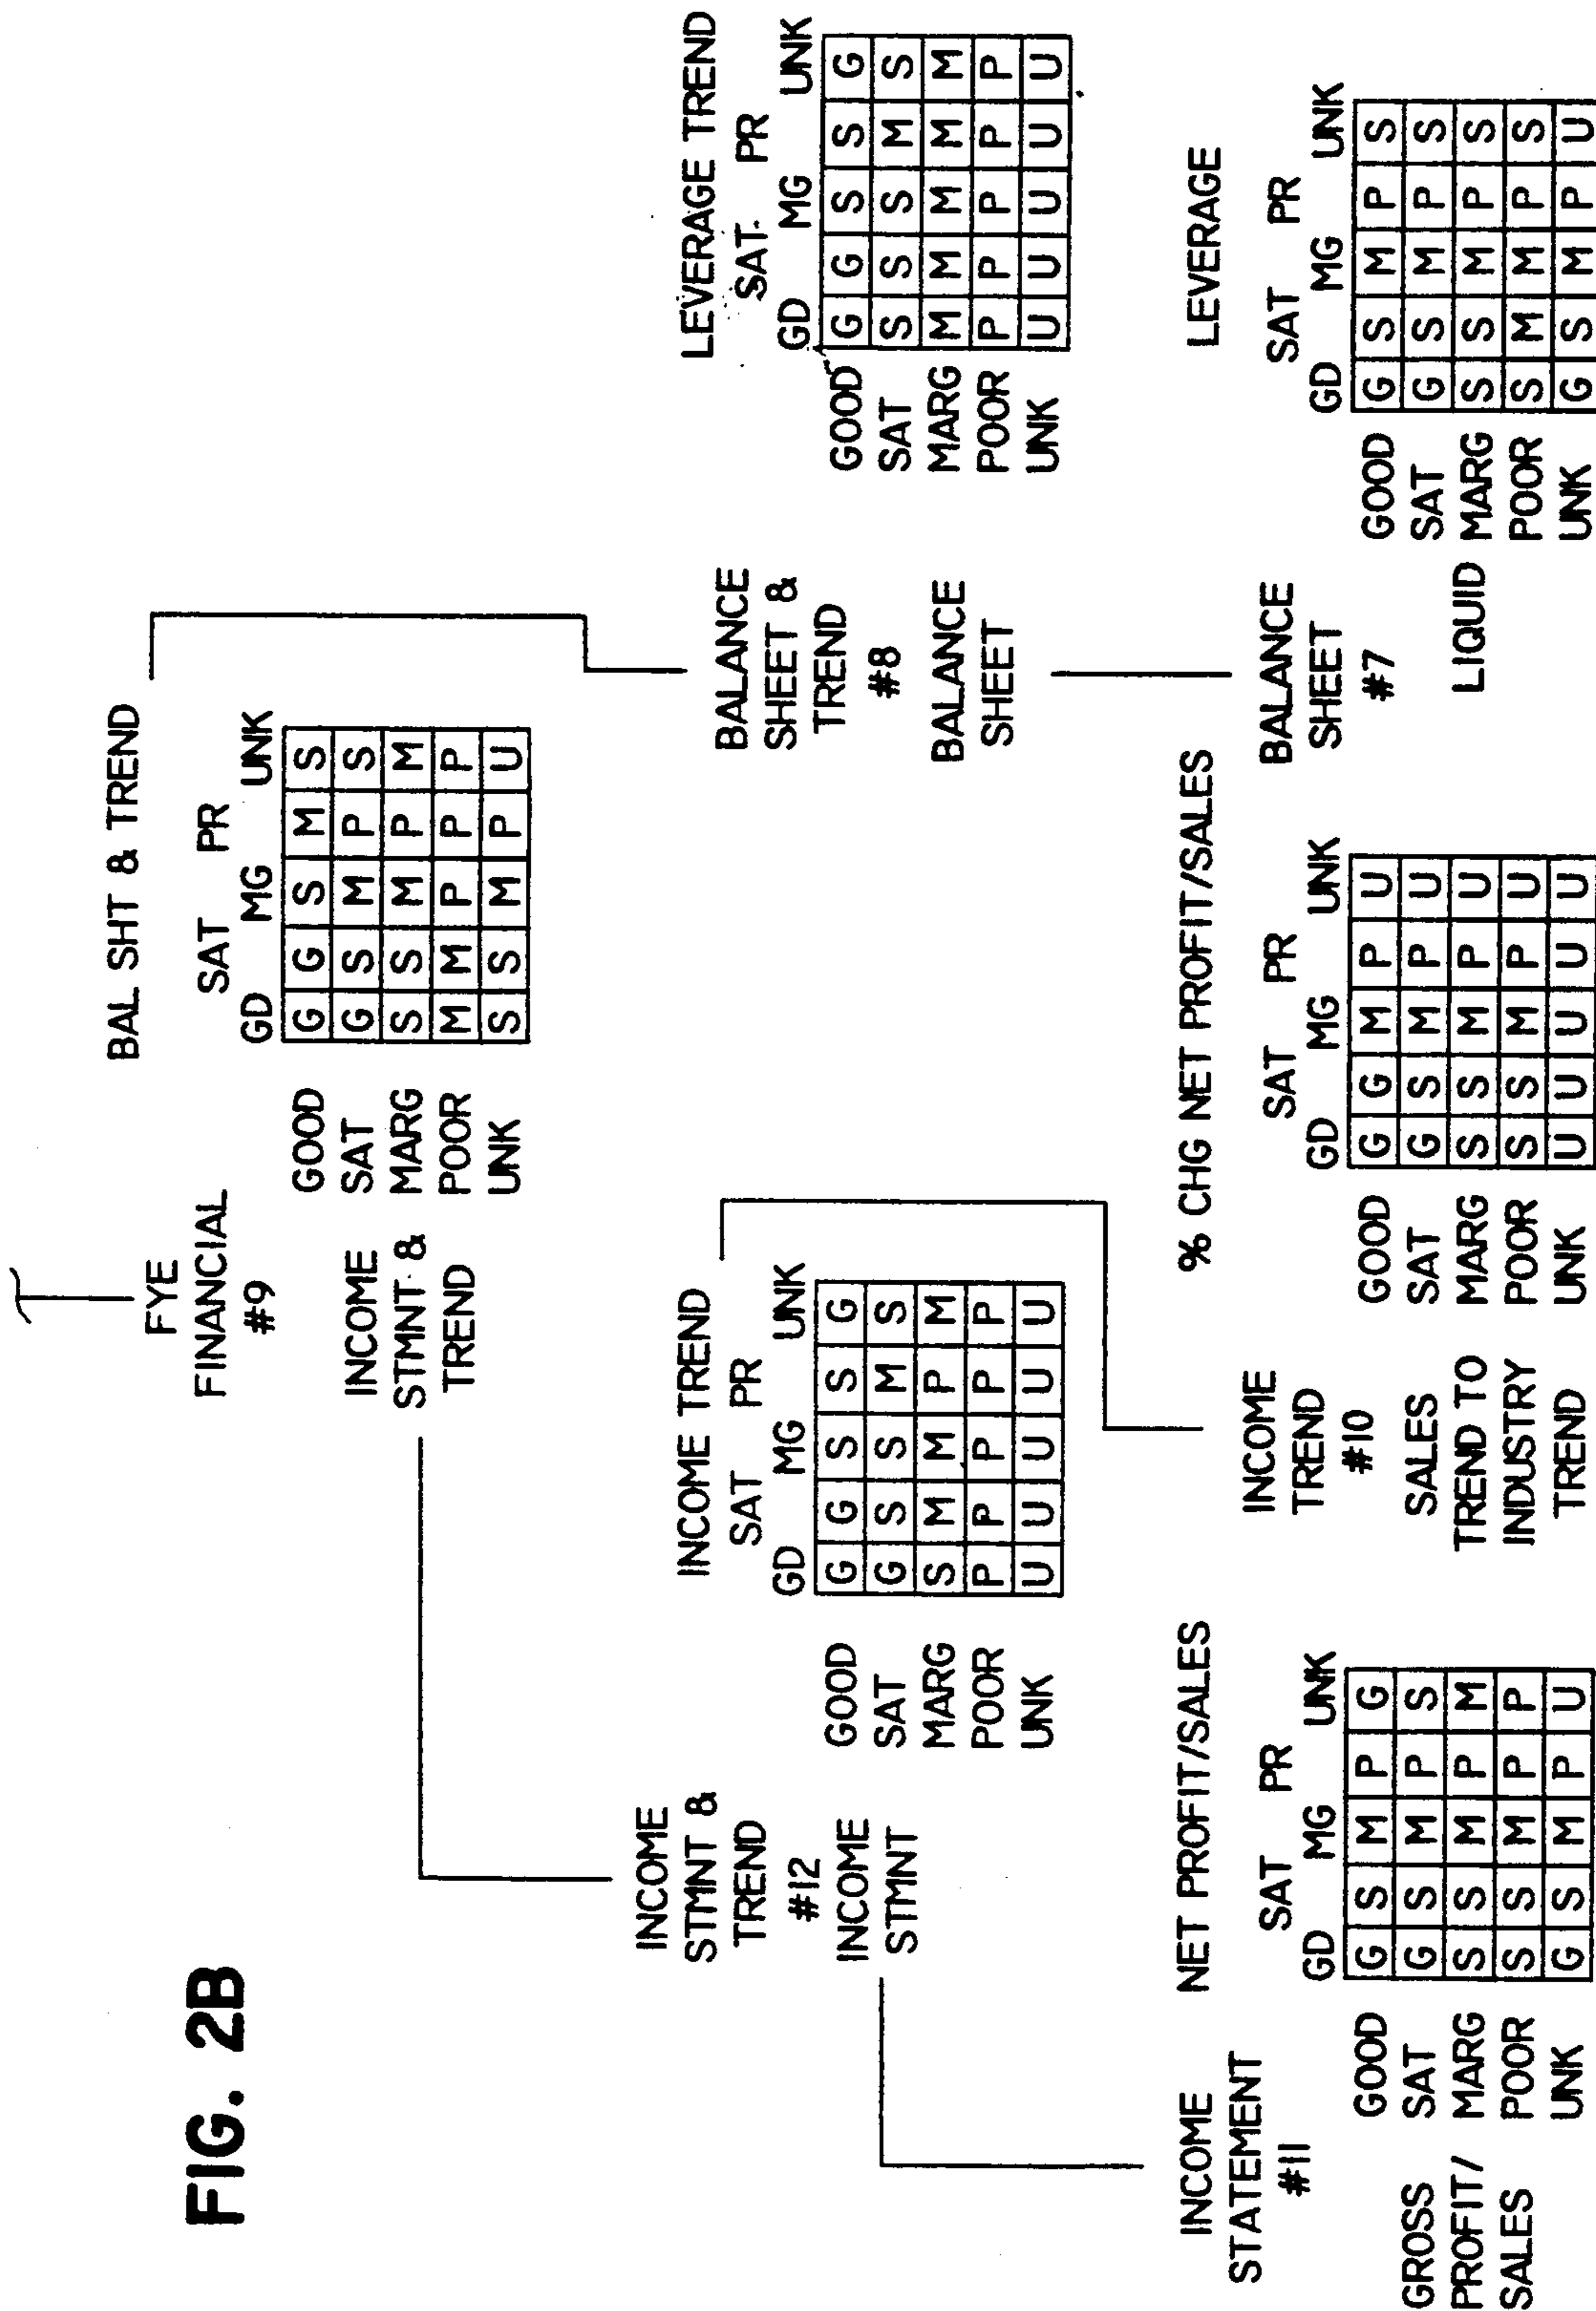 FIG. 2B
FYE
FINANCIAL
#9
INCOME
STMNT &
TREND
BAL SHT & TREND
SAT PR
GD MG UNK
GOOD G G S M S
SAT G S M P S
MARG S S M P M
POOR M M P P P
UNK S S M P U
INCOME
STMNT &
TREND
#12
INCOME
STMNT
INCOME TREND
SAT PR
GD MG UNK
GOOD G G S S G
SAT G S S M S
MARG S M M P M
POOR P P P P P
UNK U U U U U
BALANCE
SHEET &
TREND
#8
BALANCE
SHEET
LEVERAGE TREND
SAT. PR
GD MG UNK
GOOD G G S S G
SAT S S S M S
MARG M M M M M
POOR P P P P P
UNK U U U U U
INCOME
STATEMENT
#11
GROSS
PROFIT/
SALES
NET PROFIT/SALES
SAT PR
GD MG UNK
GOOD G S M P G
SAT G S M P S
MARG S S M P M
POOR S S M P P
UNK G S M P U
INCOME
TREND
#10
SALES
TREND TO
INDUSTRY
TREND
% CHG NET PROFIT/SALES
SAT PR
GD MG UNK
GOOD G G M P U
SAT G S M P U
MARG S S M P U
POOR S S M P U
UNK U U U U U
BALANCE
SHEET
#7
LIQUID
LEVERAGE
SAT PR
GD MG UNK
GOOD G S M P S
SAT G S M P S
MARG S S M P S
POOR S M M P S
UNK G S M P U